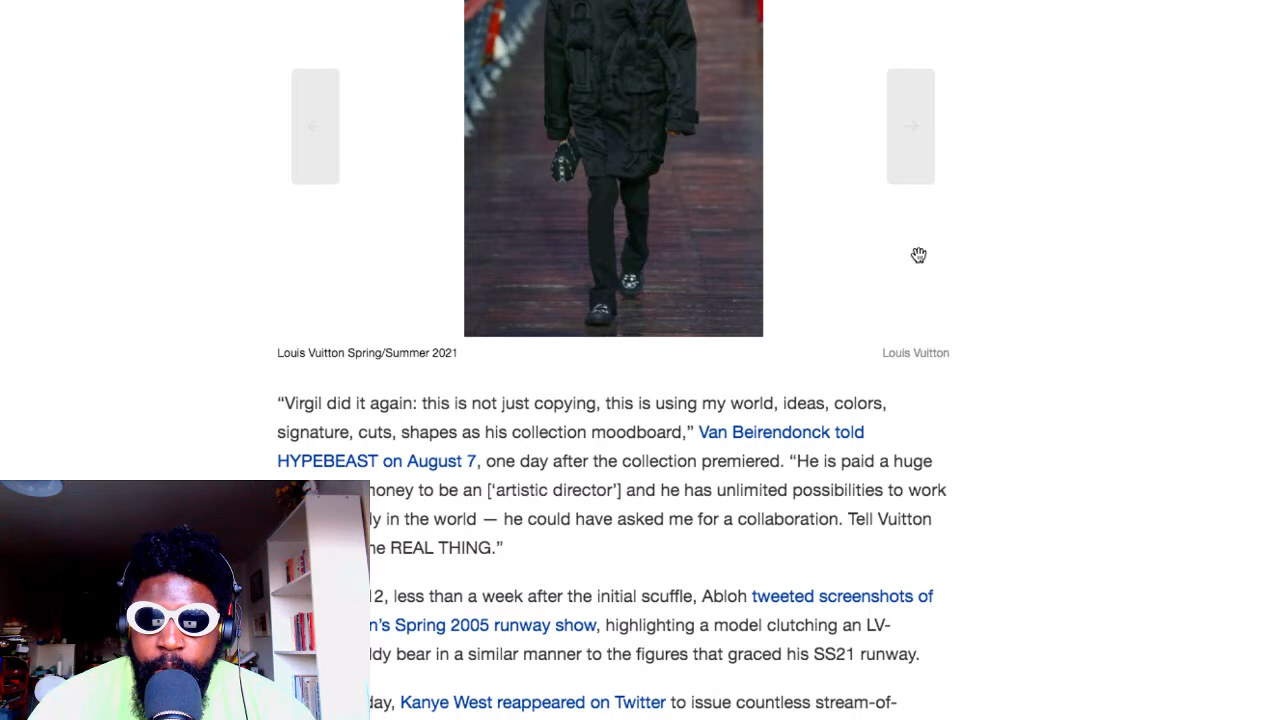 Louis Vuitton Spring/Summer 2021
Louis Vuitton
“Virgil did it again: this is not just copying, this is using my world, ideas, colors,
signature, cuts, shapes as his collection moodboard,” Van Beirendonck told
HYPEBEAST on August 7, one day after the collection premiered. “He is paid a huge
money to be an [‘artistic director’] and he has unlimited possibilities to work
in the world — he could have asked me for a collaboration. Tell Vuitton
REAL THING.”
12, less than a week after the initial scuffle, Abloh tweeted screenshots of
Spring 2005 runway show, highlighting a model clutching an LV-
bear in a similar manner to the figures that graced his SS21 runway.
Kanye West reappeared on Twitter to issue countless stream-of-